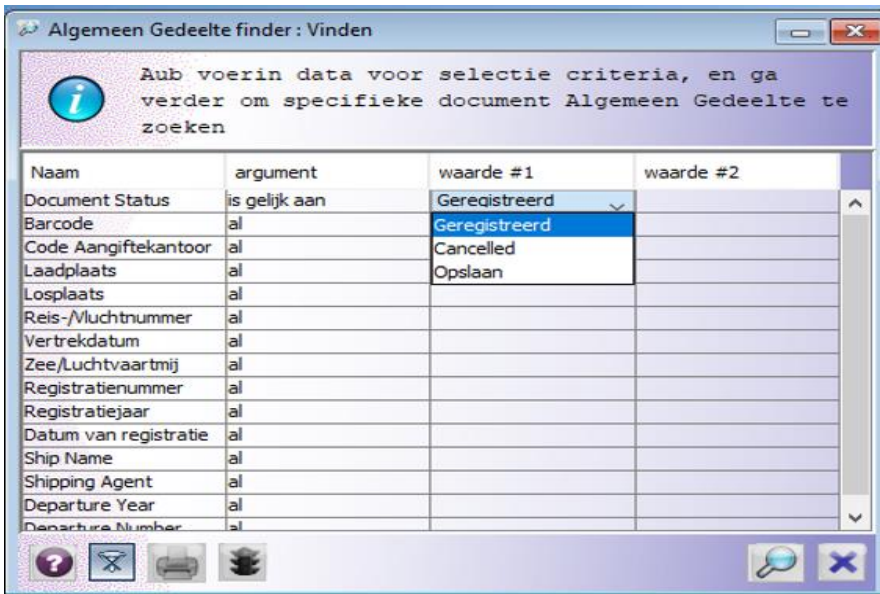 Algemeen Gedeelte finder : Vinden
Aub voerin data voor selectie criteria, en ga
verder om specifieke document Algemeen Gedeelte te
zoeken
Naam argument waarde #1 waarde #2
Document Status is gelijk aan Geregistreerd
Barcode al Geregistreerd
Code Aangiftekantoor al Cancelled
Laadplaats al Opslaan
Losplaats al
Reis-/Vluchtnummer al
Vertrekdatum al
Zee/Luchtvaartmij al
Registratienummer al
Registratiejaar al
Datum van registratie al
Ship Name al
Shipping Agent al
Departure Year al
Departure Number al